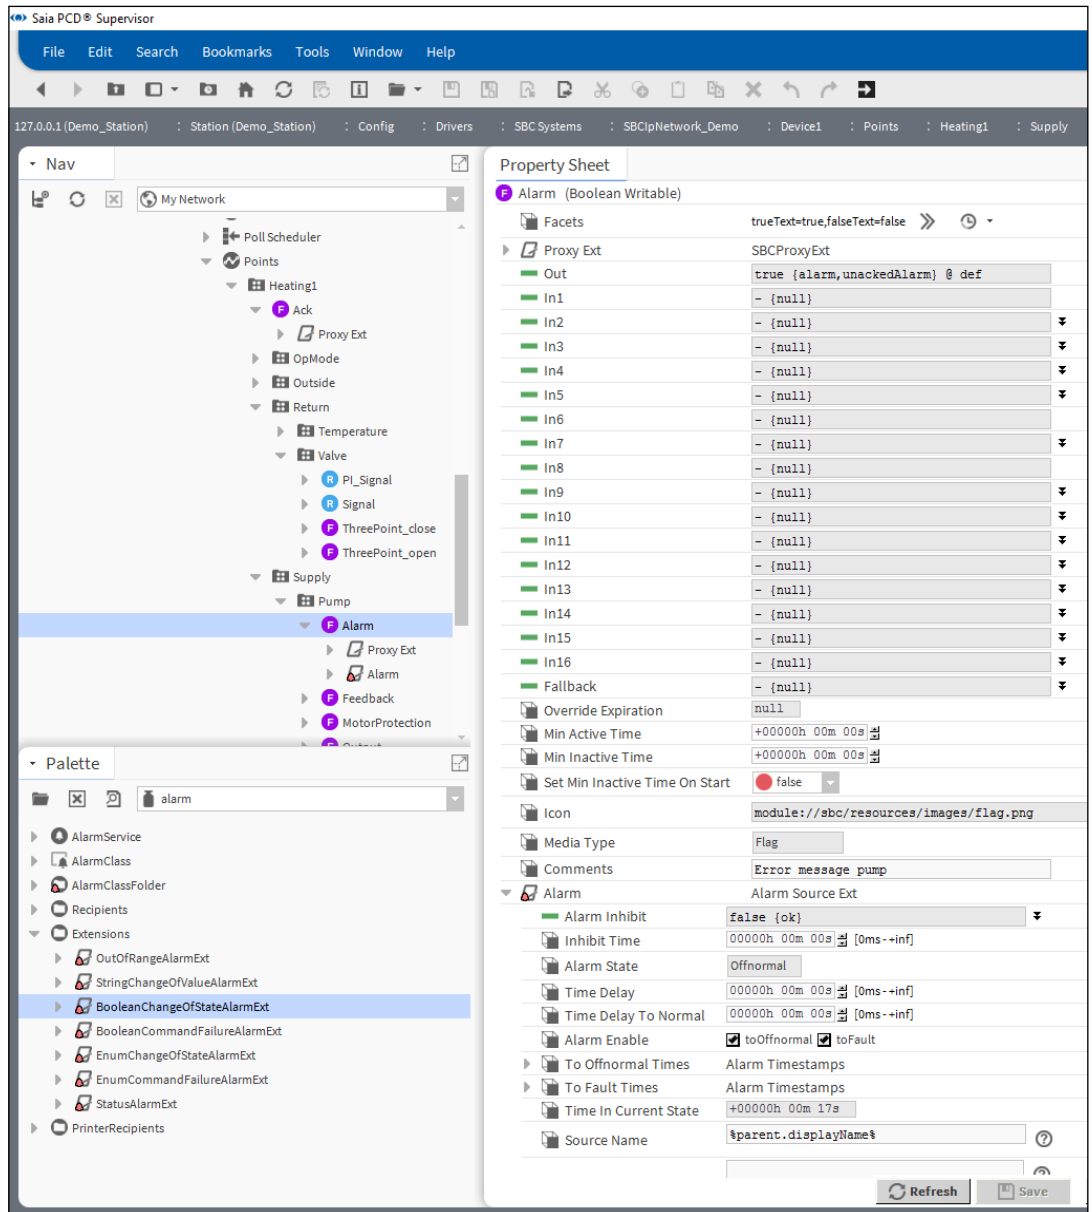 Saia PCD® Supervisor
File Edit Search Bookmarks Tools Window Help
127.0.0.1 (Demo_Station) : Station (Demo_Station) : Config : Drivers : SBC Systems : SBCIpNetwork_Demo : Device1 : Points : Heating1 : Supply
Nav
My Network
Poll Scheduler
Points
Heating1
F Ack
Proxy Ext
OpMode
Outside
Return
Temperature
Valve
R PI_Signal
R Signal
F ThreePoint_close
F ThreePoint_open
Supply
Pump
F Alarm
Proxy Ext
Alarm
F Feedback
F MotorProtection
Palette
alarm
AlarmService
AlarmClass
AlarmClassFolder
Recipients
Extensions
OutOfRangeAlarmExt
StringChangeOfValueAlarmExt
BooleanChangeOfStateAlarmExt
BooleanCommandFailureAlarmExt
EnumChangeOfStateAlarmExt
EnumCommandFailureAlarmExt
StatusAlarmExt
PrinterRecipients
Property Sheet
F Alarm (Boolean Writable)
Facets trueText=true,falseText=false
Proxy Ext SBCProxyExt
Out true {alarm,unackedAlarm} @ def
In1 - {null}
In2 - {null}
In3 - {null}
In4 - {null}
In5 - {null}
In6 - {null}
In7 - {null}
In8 - {null}
In9 - {null}
In10 - {null}
In11 - {null}
In12 - {null}
In13 - {null}
In14 - {null}
In15 - {null}
In16 - {null}
Fallback - {null}
Override Expiration null
Min Active Time +00000h 00m 00s
Min Inactive Time +00000h 00m 00s
Set Min Inactive Time On Start false
Icon module://sbc/resources/images/flag.png
Media Type Flag
Comments Error message pump
Alarm Alarm Source Ext
Alarm Inhibit false {ok}
Inhibit Time 00000h 00m 00s [0ms-+inf]
Alarm State Offnormal
Time Delay 00000h 00m 00s [0ms-+inf]
Time Delay To Normal 00000h 00m 00s [0ms-+inf]
Alarm Enable toOffnormal toFault
To Offnormal Times Alarm Timestamps
To Fault Times Alarm Timestamps
Time In Current State +00000h 00m 17s
Source Name %parent.displayName%
Refresh Save